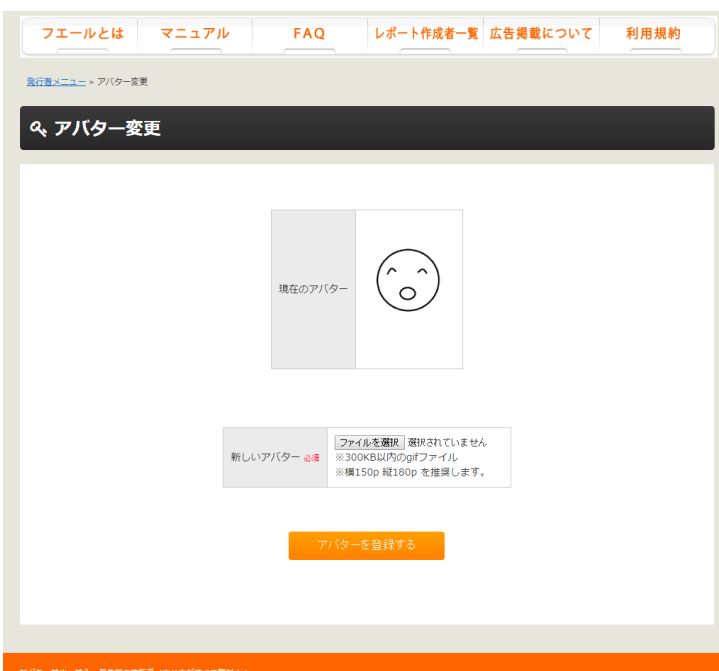 フエールとは マニュアル FAQ レポート作成者一覧 広告掲載について 利用規約
発行者メニュー » アバター変更
アバター変更
現在のアバター
新しいアバター 必須
ファイルを選択 選択されていません
※300KB以内のgifファイル
※横150p 縦180p を推奨します。
アバターを登録する